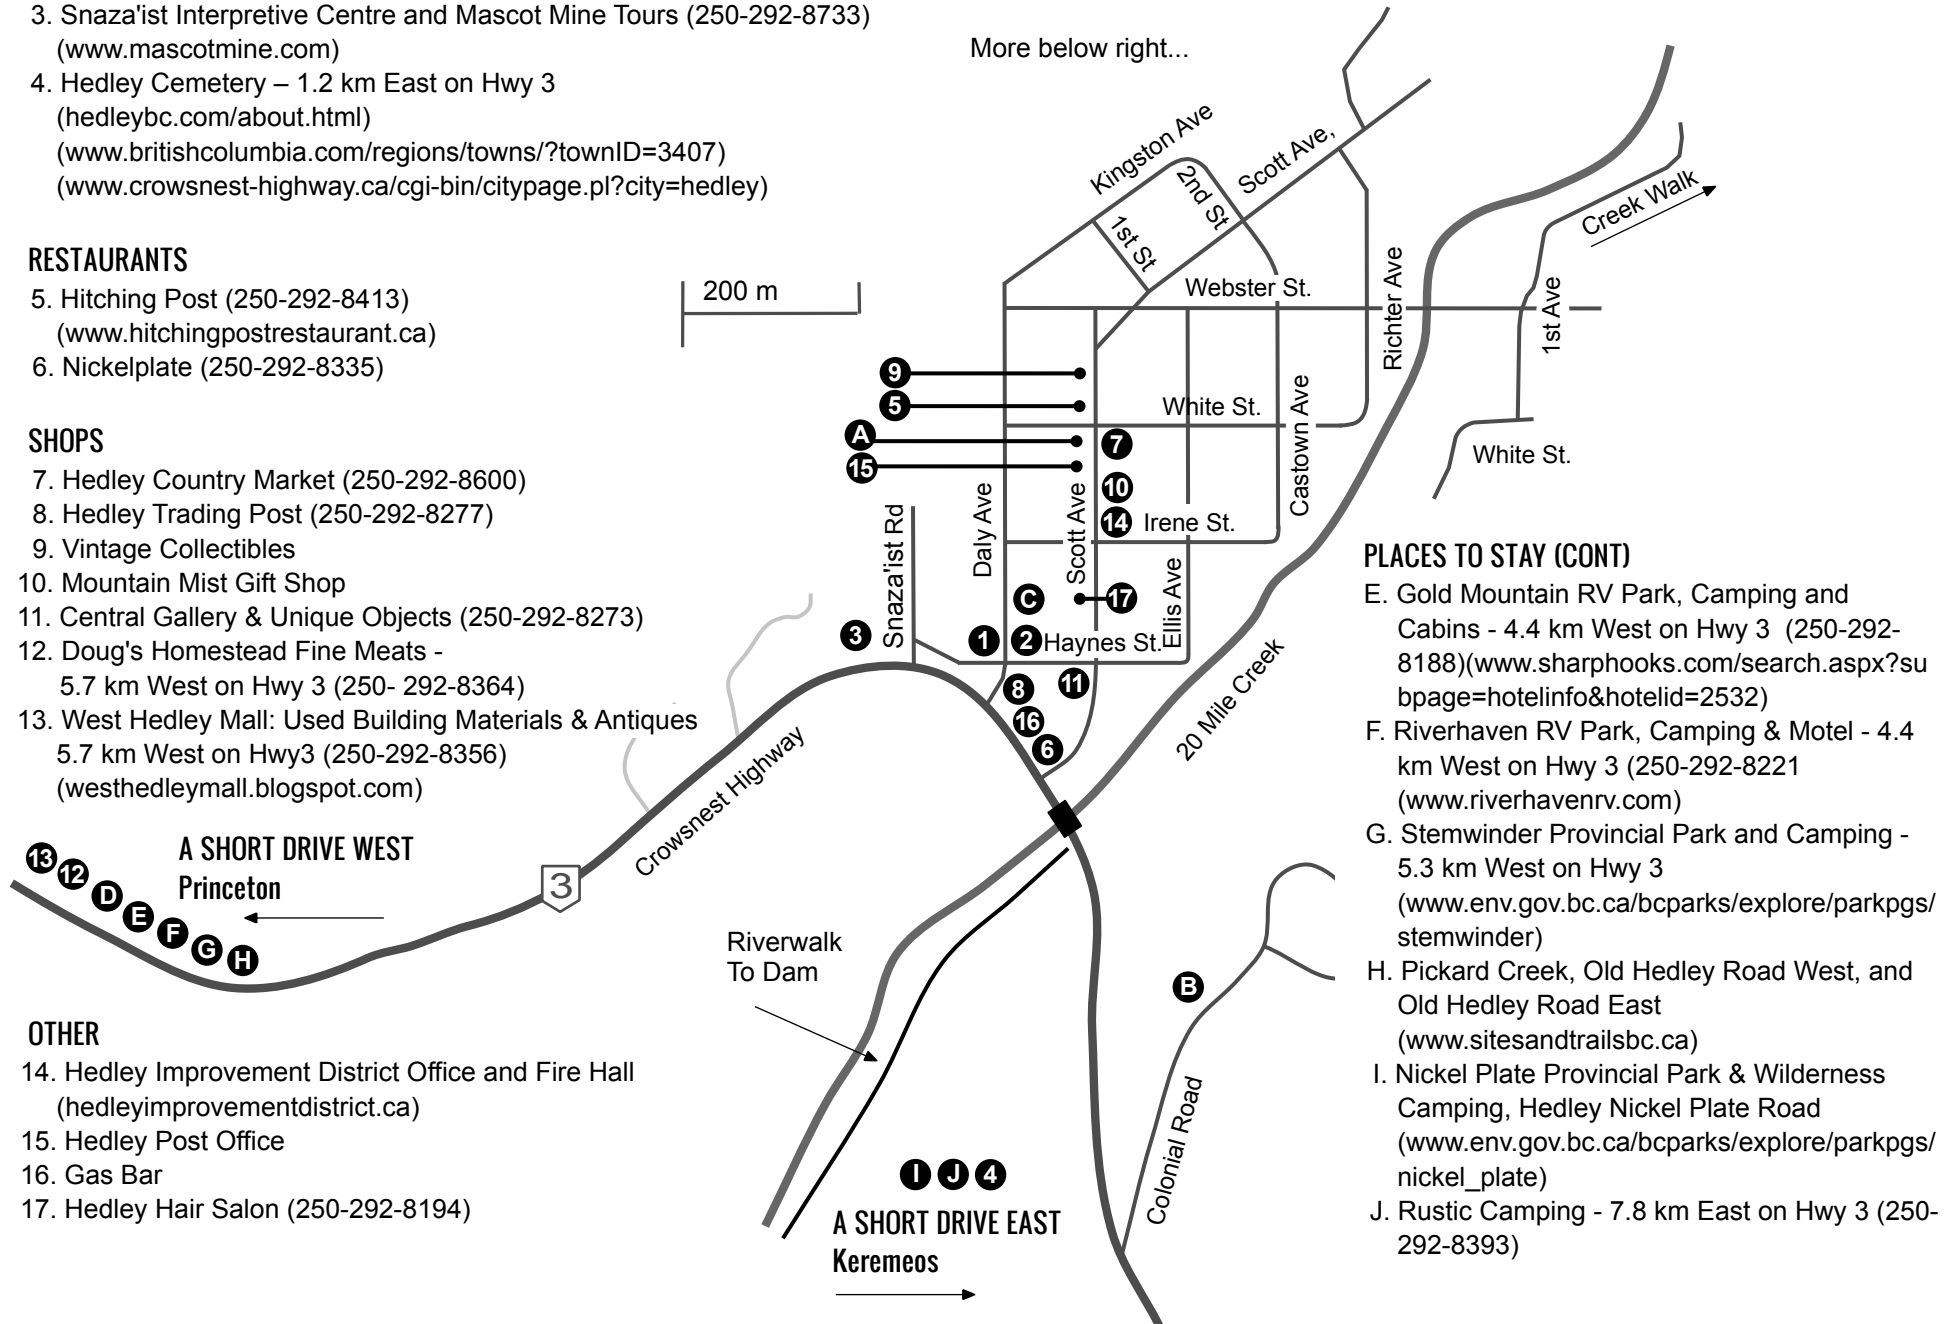 3. Snaza'ist Interpretive Centre and Mascot Mine Tours (250-292-8733)
(www.mascotmine.com)
4. Hedley Cemetery – 1.2 km East on Hwy 3
(hedleybc.com/about.html)
(www.britishcolumbia.com/regions/towns/?townID=3407)
(www.crowsnest-highway.ca/cgi-bin/citypage.pl?city=hedley)
More below right...
RESTAURANTS
5. Hitching Post (250-292-8413)
(www.hitchingpostrestaurant.ca)
6. Nickelplate (250-292-8335)
SHOPS
7. Hedley Country Market (250-292-8600)
8. Hedley Trading Post (250-292-8277)
9. Vintage Collectibles
10. Mountain Mist Gift Shop
11. Central Gallery & Unique Objects (250-292-8273)
12. Doug's Homestead Fine Meats -
5.7 km West on Hwy 3 (250- 292-8364)
13. West Hedley Mall: Used Building Materials & Antiques
5.7 km West on Hwy3 (250-292-8356)
(westhedleymall.blogspot.com)
A SHORT DRIVE WEST
Princeton
13
12
D
E
F
G
H
3
OTHER
14. Hedley Improvement District Office and Fire Hall
(hedleyimprovementdistrict.ca)
15. Hedley Post Office
16. Gas Bar
17. Hedley Hair Salon (250-292-8194)
200 m
Kingston Ave
Scott Ave,
2nd St
1st St
Creek Walk
Webster St.
Richter Ave
1st Ave
9
5
White St.
A
7
15
Castown Ave
White St.
10
14
Irene St.
Daly Ave
Scott Ave
Snaza'ist Rd
Ellis Ave
C
17
3
1
2
Haynes St.
8
11
16
6
20 Mile Creek
Crowsnest Highway
Riverwalk
To Dam
B
Colonial Road
I
J
4
A SHORT DRIVE EAST
Keremeos
PLACES TO STAY (CONT)
E. Gold Mountain RV Park, Camping and
Cabins - 4.4 km West on Hwy 3 (250-292-
8188)(www.sharphooks.com/search.aspx?su
bpage=hotelinfo&hotelid=2532)
F. Riverhaven RV Park, Camping & Motel - 4.4
km West on Hwy 3 (250-292-8221
(www.riverhavenrv.com)
G. Stemwinder Provincial Park and Camping -
5.3 km West on Hwy 3
(www.env.gov.bc.ca/bcparks/explore/parkpgs/
stemwinder)
H. Pickard Creek, Old Hedley Road West, and
Old Hedley Road East
(www.sitesandtrailsbc.ca)
I. Nickel Plate Provincial Park & Wilderness
Camping, Hedley Nickel Plate Road
(www.env.gov.bc.ca/bcparks/explore/parkpgs/
nickel_plate)
J. Rustic Camping - 7.8 km East on Hwy 3 (250-
292-8393)